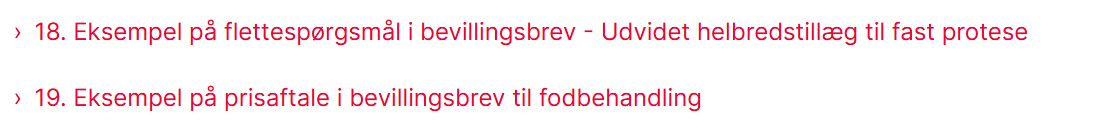 › 18. Eksempel på flettespørgsmål i bevillingsbrev - Udvidet helbredstillæg til fast protese
› 19. Eksempel på prisaftale i bevillingsbrev til fodbehandling